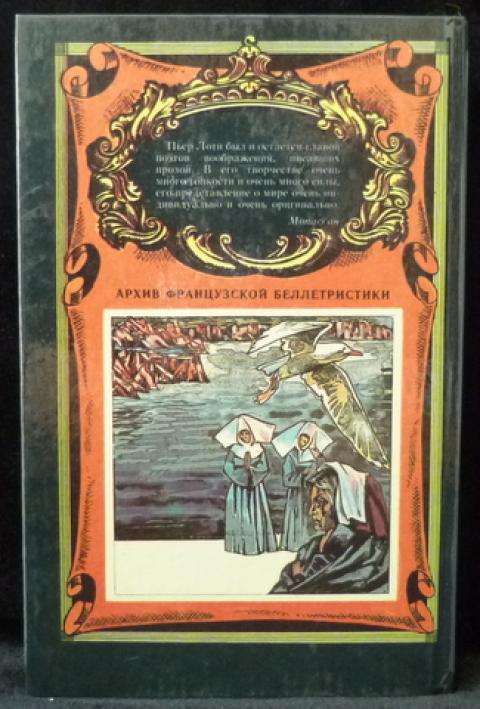 Пьер Лоти был и остается главой
поэтов воображения, писавших
прозой. В его творчестве очень
много тонкости и очень много силы,
его представление о мире очень ин-
дивидуально и очень оригинально.
Мопассан
АРХИВ ФРАНЦУЗСКОЙ БЕЛЛЕТРИСТИКИ